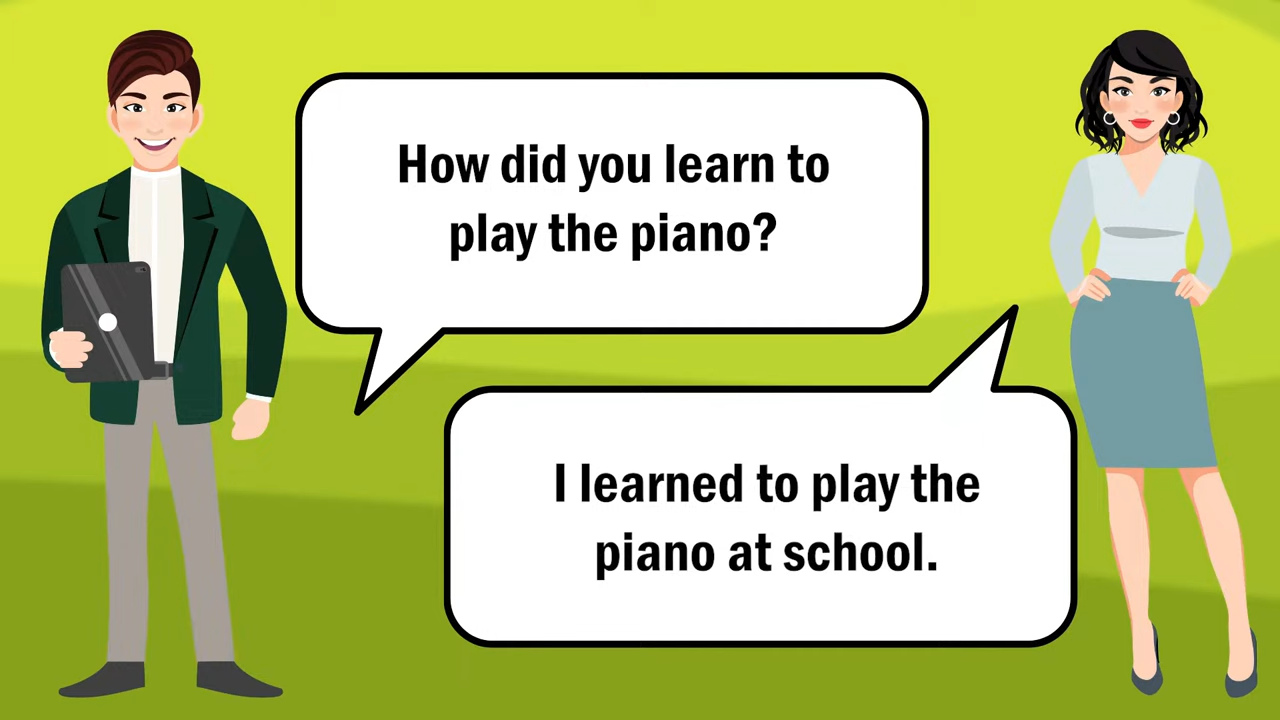 How did you learn to
play the piano?
I learned to play the
piano at school.